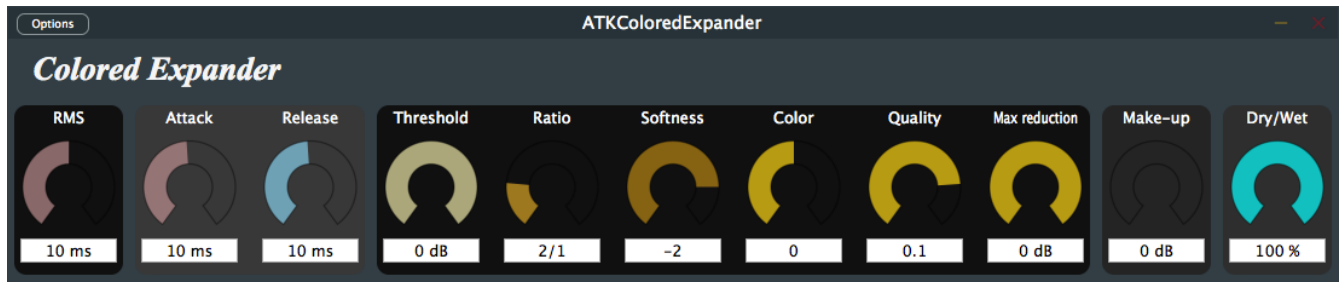 Options
ATKColoredExpander
Colored Expander
RMS Attack Release Threshold Ratio Softness Color Quality Max reduction Make-up Dry/Wet
10 ms 10 ms 10 ms 0 dB 2/1 -2 0 0.1 0 dB 0 dB 100 %